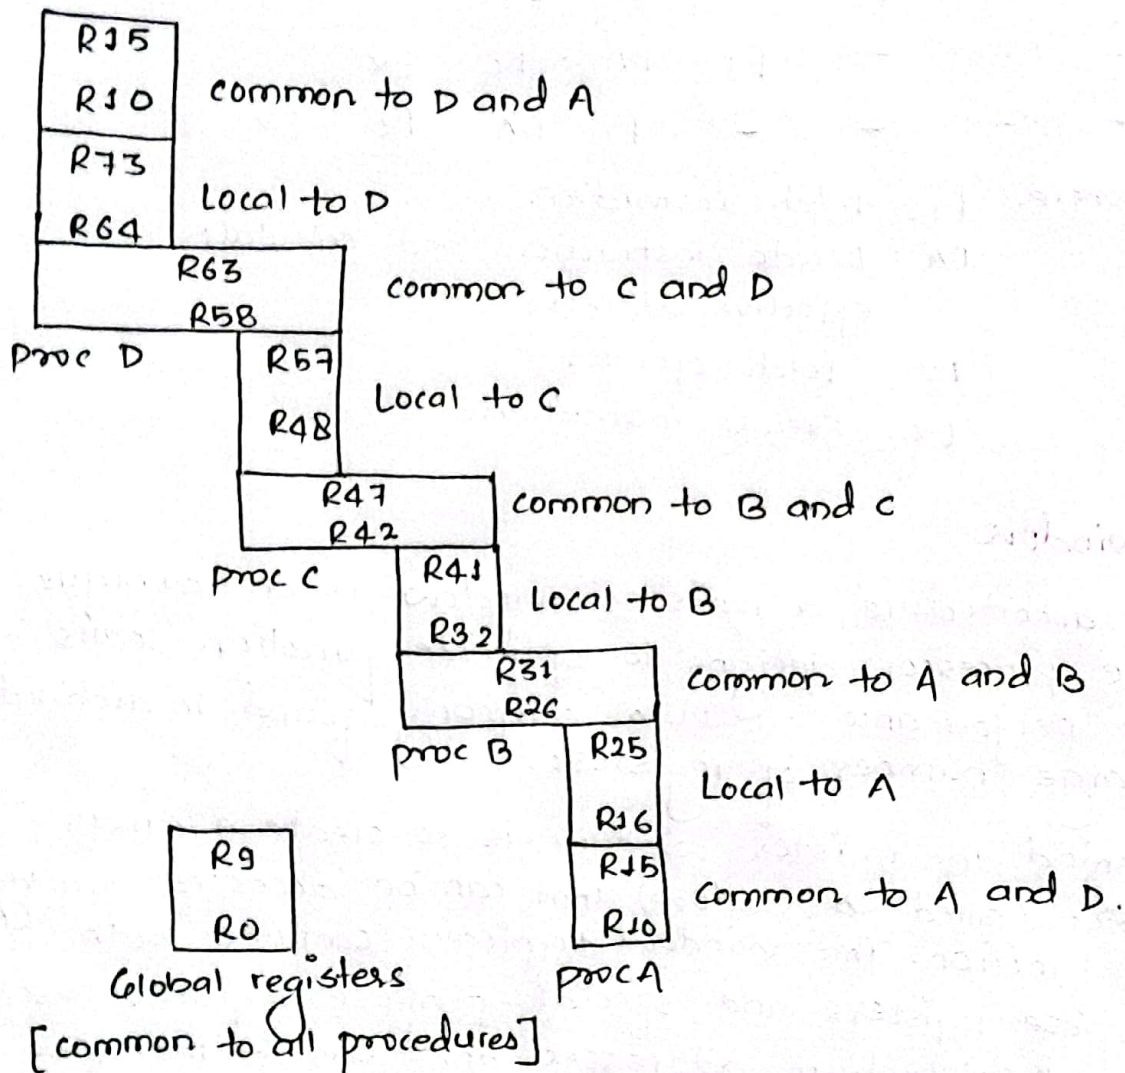 R15
R10
common to D and A
R73
R64
Local to D
R63
R58
common to C and D
proc D
R57
R48
Local to C
R47
R42
common to B and C
proc C
R41
R32
Local to B
R31
R26
common to A and B
proc B
R25
R16
Local to A
R15
R10
common to A and D.
proc A
R9
R0
Global registers
[common to all procedures]